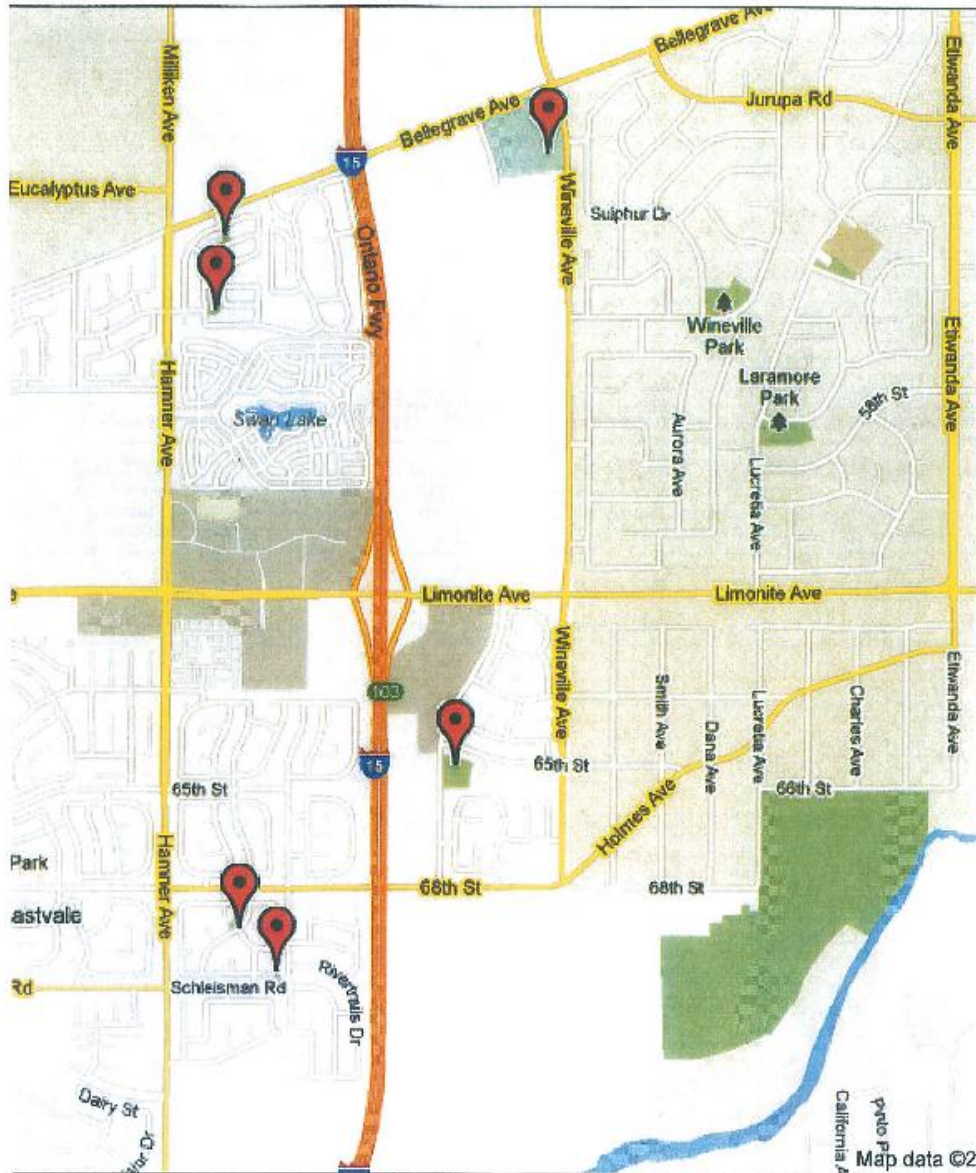 Bellegrave Ave
Milliken Ave
Etiwanda Ave
Jurupa Rd
Bellegrave Ave
15
Eucalyptus Ave
Sulphur Dr
Wineville Ave
Ontario Fwy
Wineville
Park
Etiwanda Ave
Hamner Ave
Laramore
Park
58th St
Swan Lake
Aurora Ave
Lucretia Ave
Limonite Ave
Limonite Ave
Wineville Ave
Etiwanda Ave
Smith Ave
Lucretia Ave
Charles Ave
103
Dana Ave
15
65th St
65th St
66th St
Holmes Ave
Hamner Ave
Park
68th St
68th St
astvale
Rd
Schleisman Rd
Rivertrails Dr
Dairy St
Dr
California A
Pinto P
Map data ©2